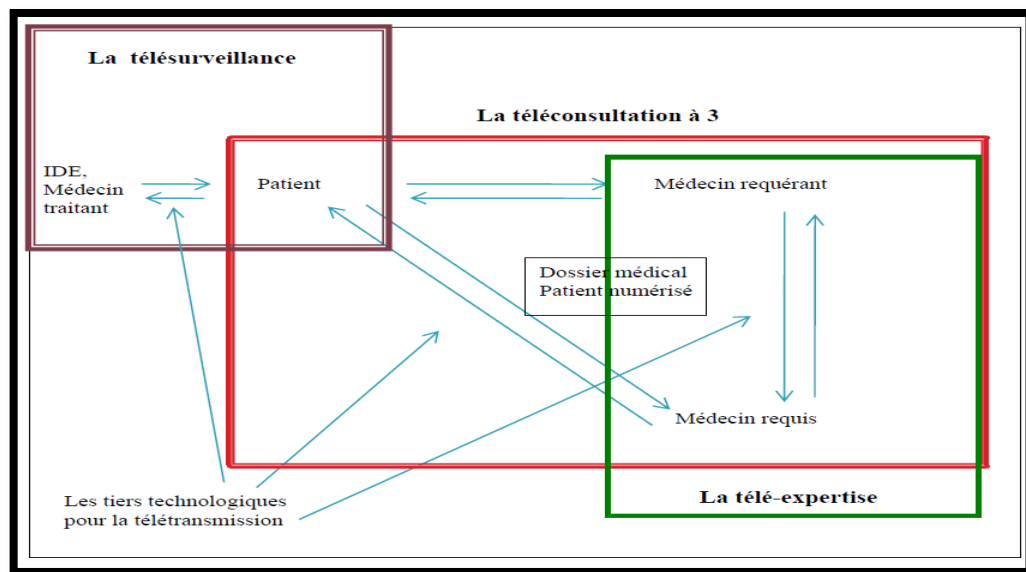 La télésurveillance
La téléconsultation à 3
IDE,
Médecin
traitant
Patient
Médecin requérant
Dossier médical
Patient numérisé
Médecin requis
Les tiers technologiques
pour la télétransmission
La télé-expertise